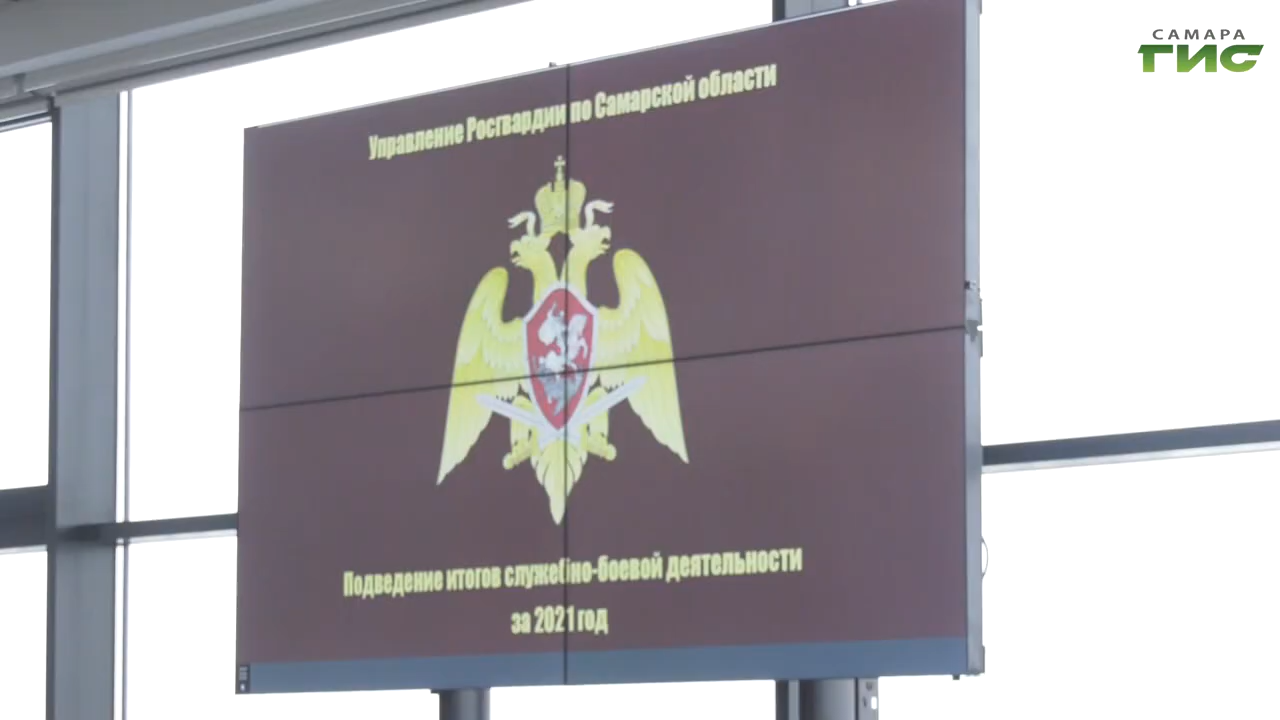 САМАРА
ГИС
Управление Росгвардии по Самарской области
Подведение итогов служебно-боевой деятельности
за 2021 год